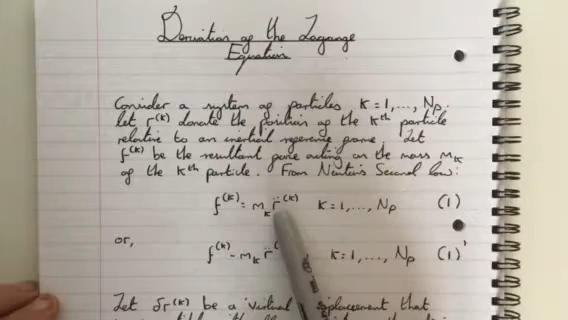 Derivation of the Lagrange
Equation
Consider a system of particles K = 1, ..., Np.
Let r^(k) denote the position of the Kth particle
relative to an inertial reference frame. Let
f^(k) be the resultant force acting on the mass m_k
of the Kth particle. From Newton's Second Law:
f^(k) = m_k r̈^(k) K = 1, ..., Np (1)
or,
f^(k) - m_k r̈ K = 1, ..., Np (1)'
Let δr^(k) be a virtual displacement that